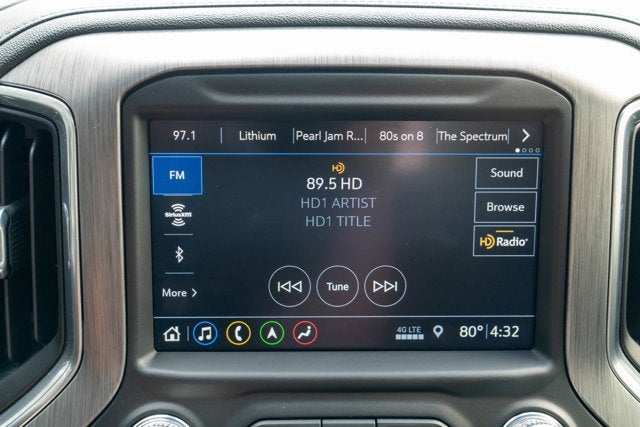 97.1 Lithium Pearl Jam R... 80s on 8 The Spectrum
FM
HD
89.5 HD
HD1 ARTIST
HD1 TITLE
Sound
SiriusXM
Browse
HD Radio
More
Tune
4G LTE
80° 4:32